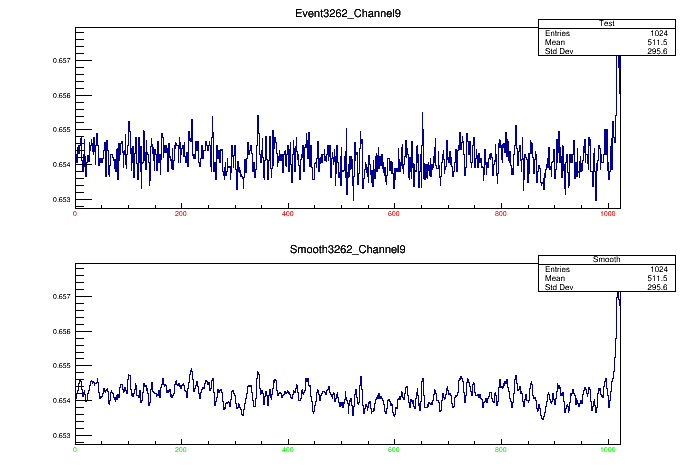 Event3262_Channel9
Test
Entries 1024
Mean 511.5
Std Dev 295.6
0.657
0.656
0.655
0.654
0.653
0 200 400 600 800 1000
Smooth3262_Channel9
Smooth
Entries 1024
Mean 511.5
Std Dev 295.6
0.657
0.656
0.655
0.654
0.653
0 200 400 600 800 1000